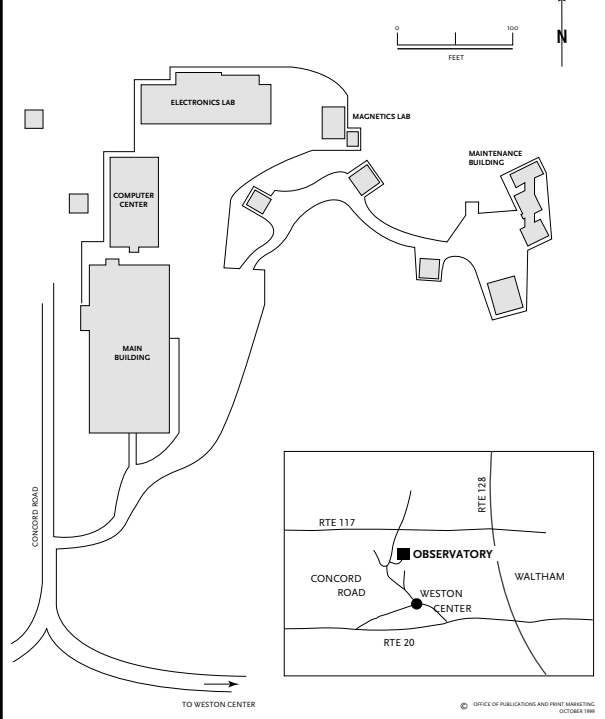 0 100
FEET
N
ELECTRONICS LAB
MAGNETICS LAB
MAINTENANCE
BUILDING
COMPUTER
CENTER
MAIN
BUILDING
CONCORD ROAD
RTE 128
RTE 117
OBSERVATORY
CONCORD
ROAD
WALTHAM
WESTON
CENTER
RTE 20
TO WESTON CENTER
© OFFICE OF PUBLICATIONS AND PRINT MARKETING
OCTOBER 1999